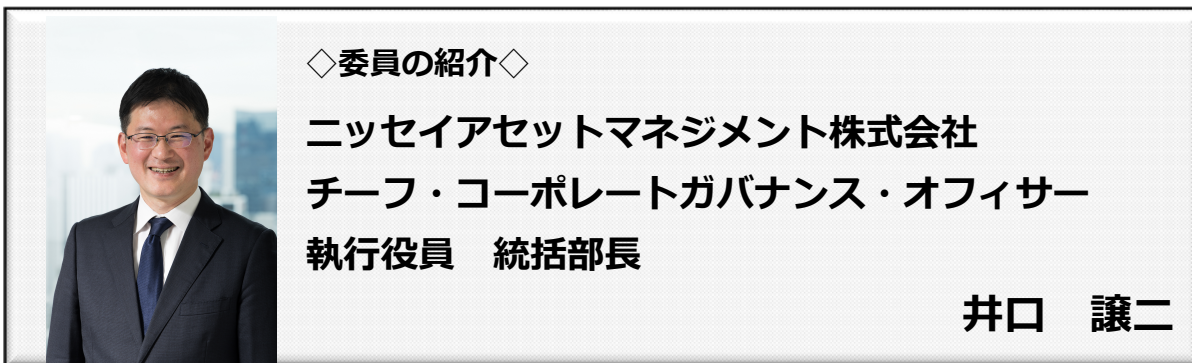 ◇委員の紹介◇
ニッセイアセットマネジメント株式会社
チーフ・コーポレートガバナンス・オフィサー
執行役員　統括部長
井口　譲二